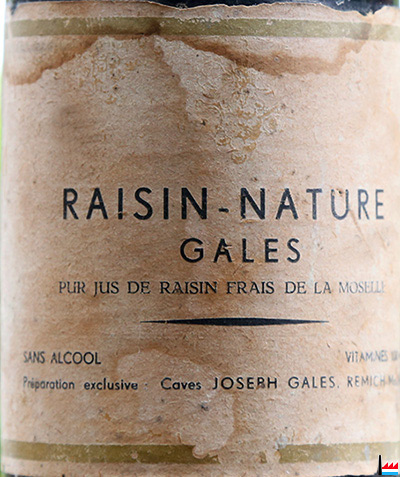 RAISIN-NATURE
GALES
PUR JUS DE RAISIN FRAIS DE LA MOSELLE
SANS ALCOOL VITAMINES
Préparation exclusive - Caves JOSEPH GALES, REMICH